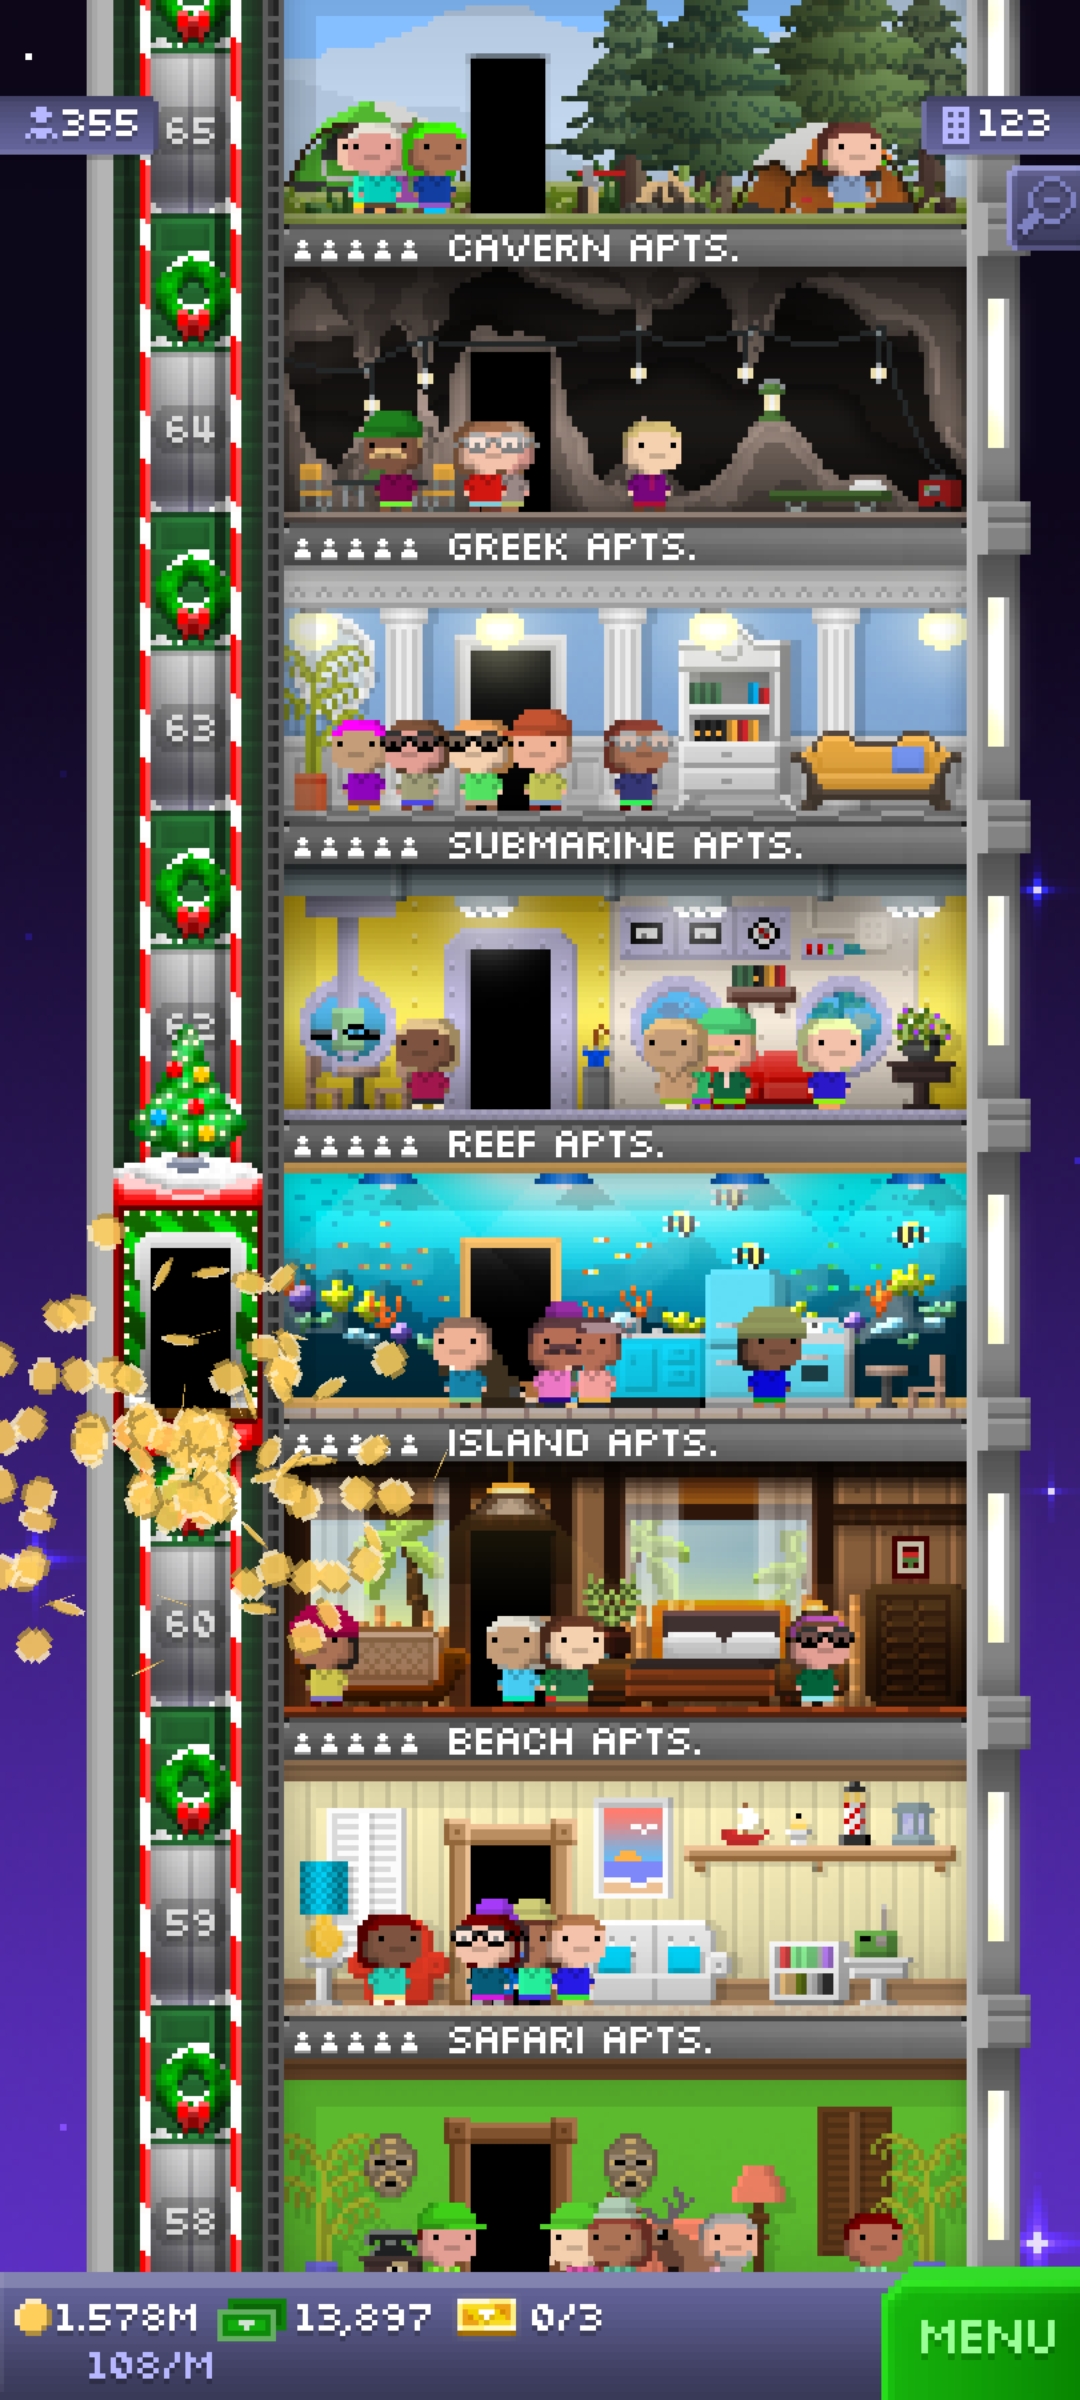 65
355
123
CAVERN APTS.
64
GREEK APTS.
63
SUBMARINE APTS.
62
REEF APTS.
ISLAND APTS.
60
BEACH APTS.
59
SAFARI APTS.
58
1.578M 13,897 0/3
108/M
MENU